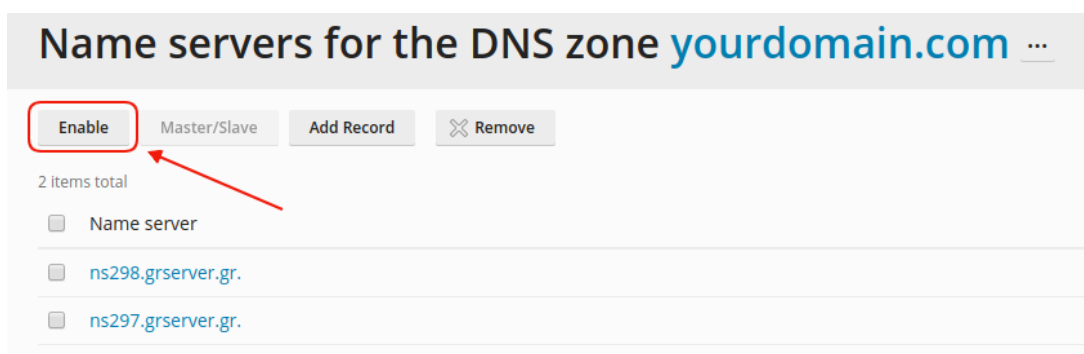 Name servers for the DNS zone yourdomain.com ...
Enable Master/Slave Add Record Remove
2 items total
Name server
ns298.grserver.gr.
ns297.grserver.gr.